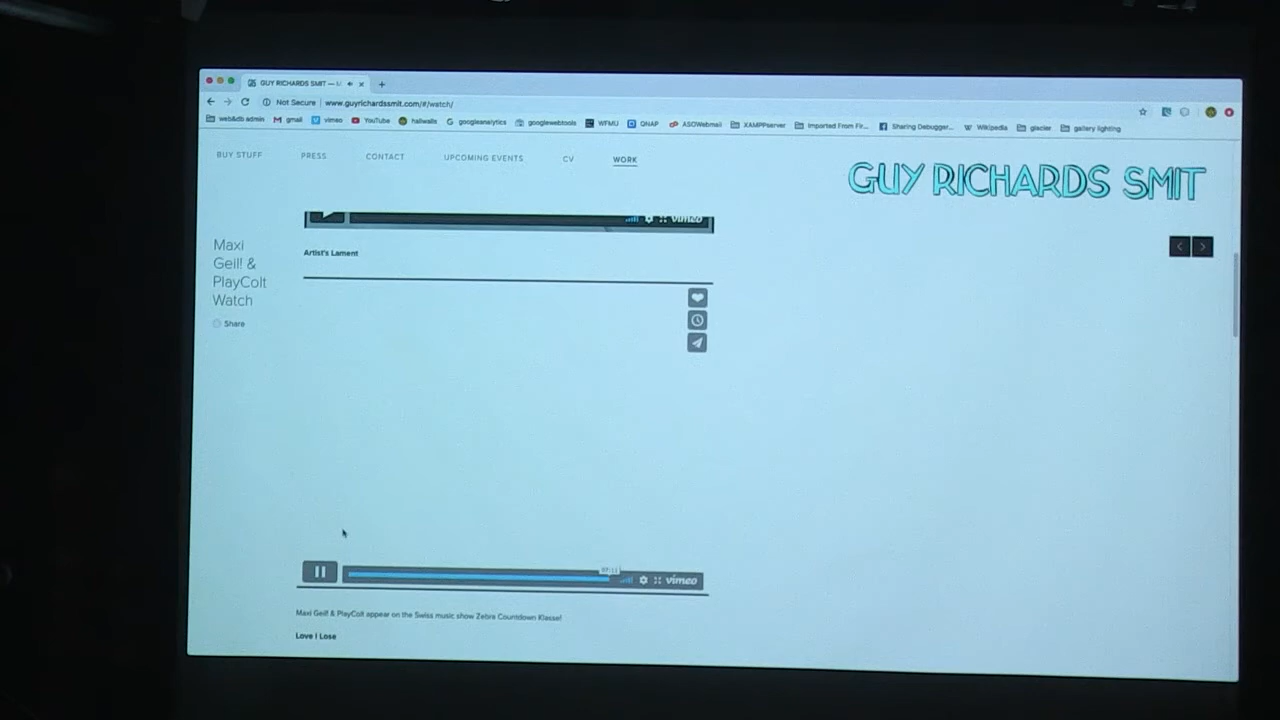 GUY RICHARDS SMIT —
Not Secure | www.guyrichardssmit.com/#/watch/
web&db admin gmail vimeo YouTube hallwalls googleanalytics googlewebtools WFMU QNAP ASOWebmail XAMPPserver Imported From Fir... Sharing Debugger... Wikipedia glacier gallery lighting
BUY STUFF PRESS CONTACT UPCOMING EVENTS CV WORK
GUY RICHARDS SMIT
vimeo
Maxi
Geil! &
PlayColt
Watch
Share
Artist's Lament
vimeo
Maxi Geil! & PlayColt appear on the Swiss music show Zebra Countdown Klasse!
Love I Lose